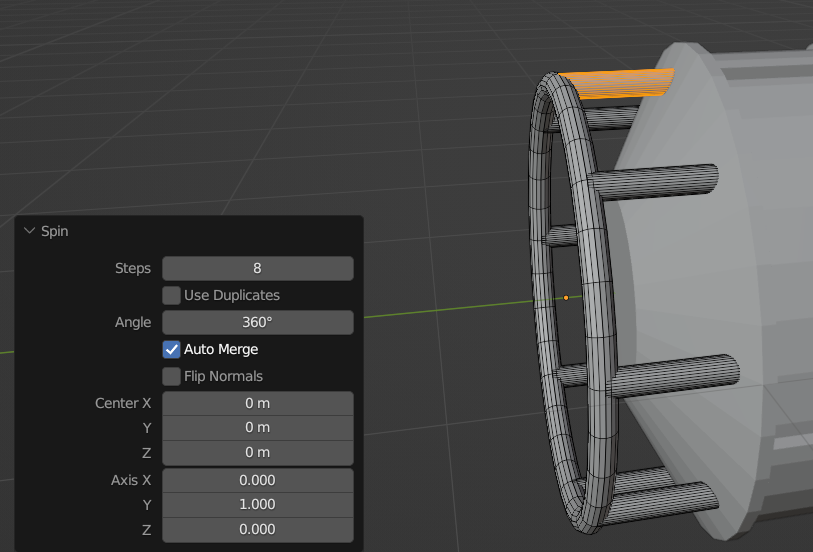 Spin
Steps 8
Use Duplicates
Angle 360°
Auto Merge
Flip Normals
Center X 0 m
Y 0 m
Z 0 m
Axis X 0.000
Y 1.000
Z 0.000